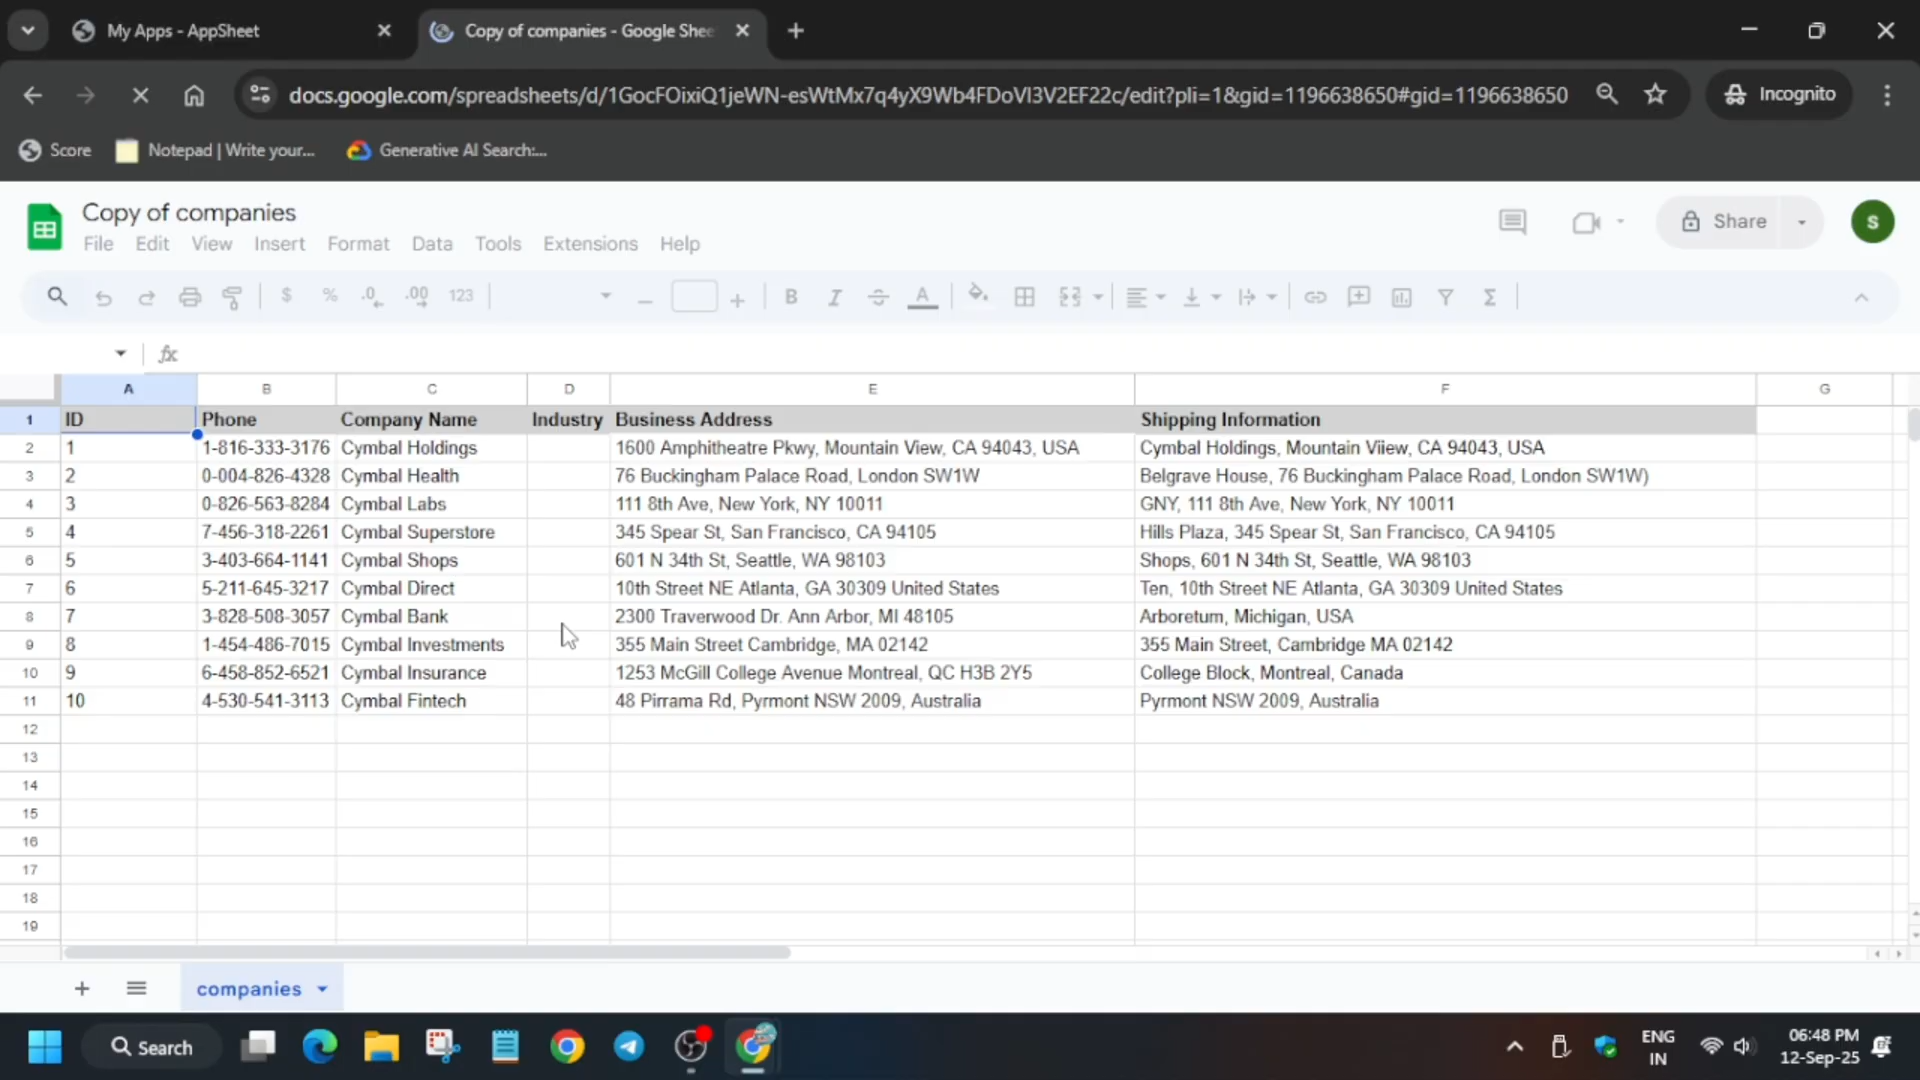 My Apps - AppSheet
Copy of companies - Google Shee
docs.google.com/spreadsheets/d/1GocFOixiQ1jeWN-esWtMx7q4yX9Wb4FDoVl3V2EF22c/edit?pli=1&gid=1196638650#gid=1196638650
Incognito
Score
Notepad | Write your...
Generative AI Search:...
Copy of companies
File Edit View Insert Format Data Tools Extensions Help
Share
S
$ % .0 .00 123
B I S A
fx
A B C D E F G
1 ID Phone Company Name Industry Business Address Shipping Information
2 1 1-816-333-3176 Cymbal Holdings 1600 Amphitheatre Pkwy, Mountain View, CA 94043, USA Cymbal Holdings, Mountain Viiew, CA 94043, USA
3 2 0-004-826-4328 Cymbal Health 76 Buckingham Palace Road, London SW1W Belgrave House, 76 Buckingham Palace Road, London SW1W)
4 3 0-826-563-8284 Cymbal Labs 111 8th Ave, New York, NY 10011 GNY, 111 8th Ave, New York, NY 10011
5 4 7-456-318-2261 Cymbal Superstore 345 Spear St, San Francisco, CA 94105 Hills Plaza, 345 Spear St, San Francisco, CA 94105
6 5 3-403-664-1141 Cymbal Shops 601 N 34th St, Seattle, WA 98103 Shops, 601 N 34th St, Seattle, WA 98103
7 6 5-211-645-3217 Cymbal Direct 10th Street NE Atlanta, GA 30309 United States Ten, 10th Street NE Atlanta, GA 30309 United States
8 7 3-828-508-3057 Cymbal Bank 2300 Traverwood Dr. Ann Arbor, MI 48105 Arboretum, Michigan, USA
9 8 1-454-486-7015 Cymbal Investments 355 Main Street Cambridge, MA 02142 355 Main Street, Cambridge MA 02142
10 9 6-458-852-6521 Cymbal Insurance 1253 McGill College Avenue Montreal, QC H3B 2Y5 College Block, Montreal, Canada
11 10 4-530-541-3113 Cymbal Fintech 48 Pirrama Rd, Pyrmont NSW 2009, Australia Pyrmont NSW 2009, Australia
12
13
14
15
16
17
18
19
companies
Search
ENG
IN
06:48 PM
12-Sep-25